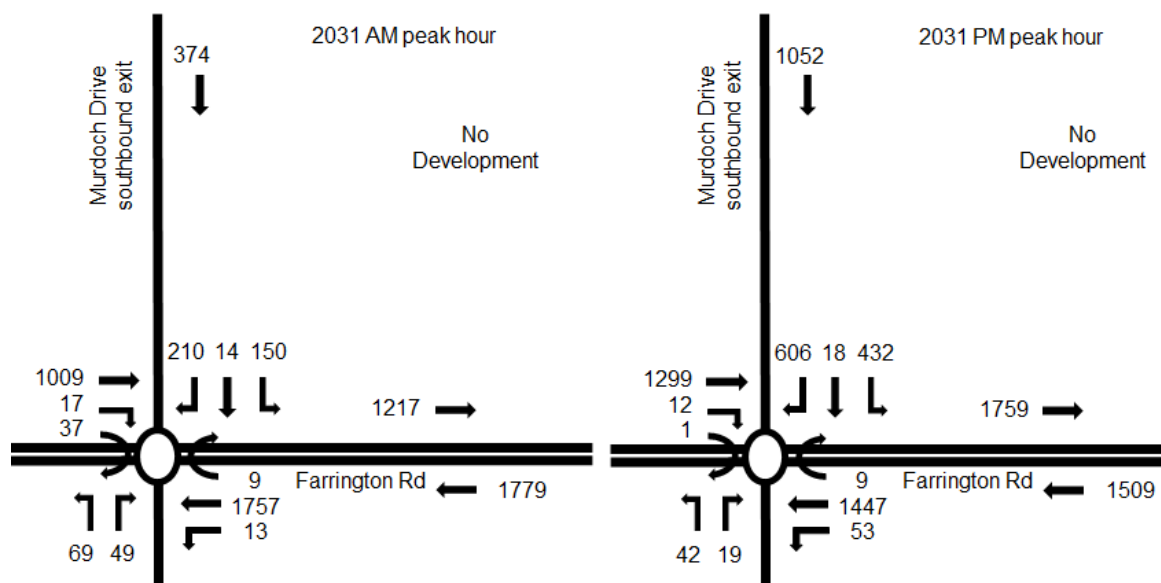 2031 AM peak hour
374
Murdoch Drive
southbound exit
No
Development
210 14 150
1009
17
37
1217
9
Farrington Rd
1779
1757
13
69 49
2031 PM peak hour
1052
Murdoch Drive
southbound exit
No
Development
606 18 432
1299
12
1
1759
9
Farrington Rd
1509
1447
53
42 19